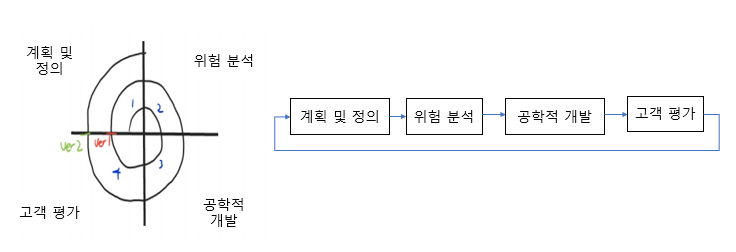 계획 및
정의
위험 분석
1
2
ver2
ver1
4
3
고객 평가
공학적
개발
계획 및 정의
위험 분석
공학적 개발
고객 평가